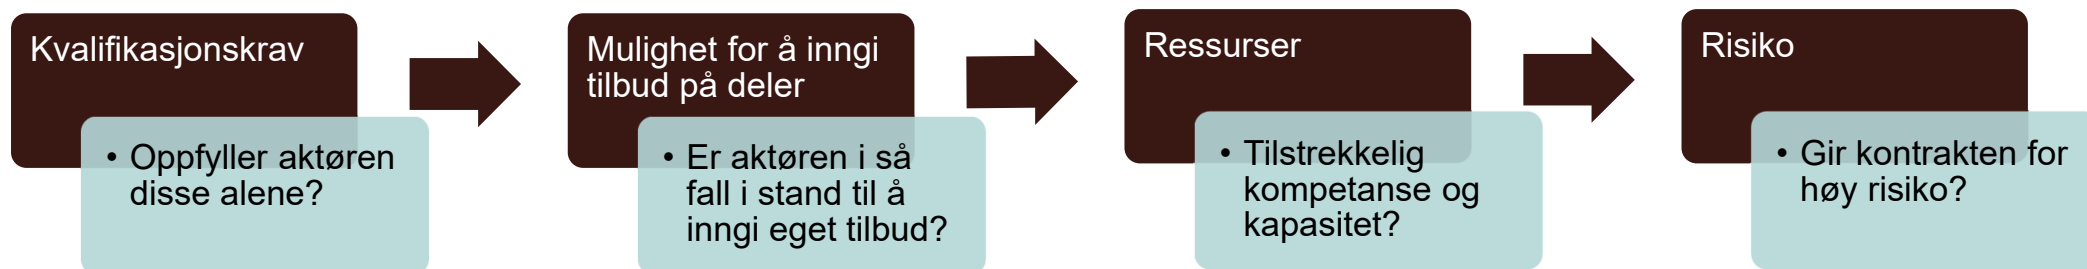 Kvalifikasjonskrav
• Oppfyller aktøren
disse alene?
Mulighet for å inngi
tilbud på deler
• Er aktøren i så
fall i stand til å
inngi eget tilbud?
Ressurser
• Tilstrekkelig
kompetanse og
kapasitet?
Risiko
• Gir kontrakten for
høy risiko?